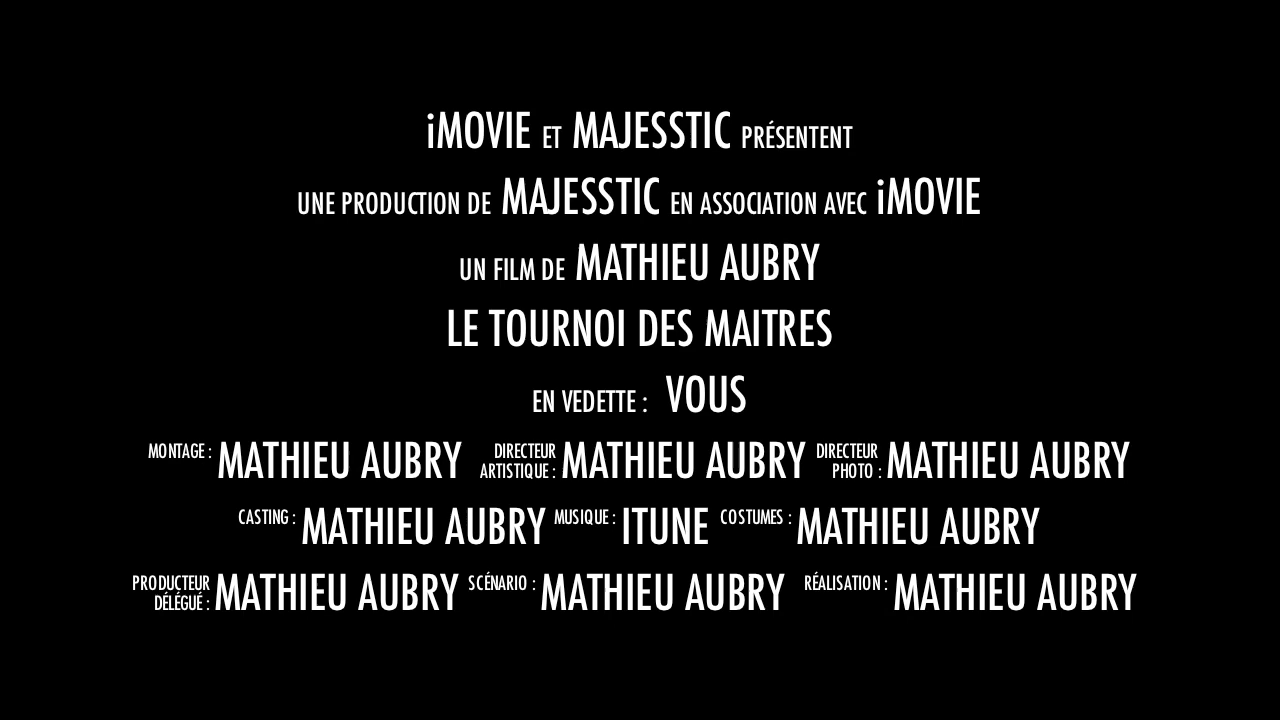 iMOVIE ET MAJESSTIC PRÉSENTENT
UNE PRODUCTION DE MAJESSTIC EN ASSOCIATION AVEC iMOVIE
UN FILM DE MATHIEU AUBRY
LE TOURNOI DES MAITRES
EN VEDETTE : VOUS
MONTAGE : MATHIEU AUBRY DIRECTEUR ARTISTIQUE : MATHIEU AUBRY DIRECTEUR PHOTO : MATHIEU AUBRY
CASTING : MATHIEU AUBRY MUSIQUE : ITUNE COSTUMES : MATHIEU AUBRY
PRODUCTEUR DÉLÉGUÉ : MATHIEU AUBRY SCÉNARIO : MATHIEU AUBRY RÉALISATION : MATHIEU AUBRY